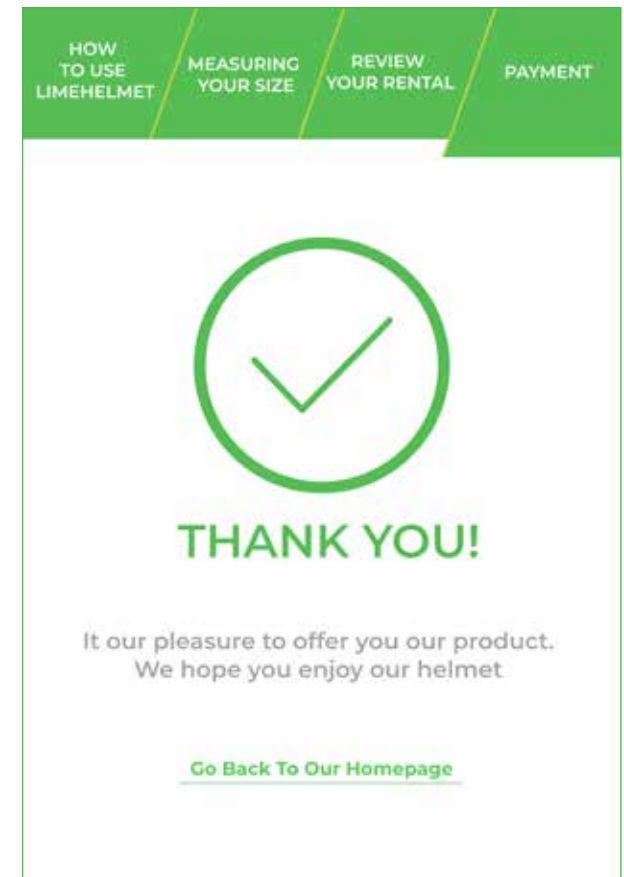 HOW
TO USE
LIMEHELMET
MEASURING
YOUR SIZE
REVIEW
YOUR RENTAL
PAYMENT
THANK YOU!
It our pleasure to offer you our product.
We hope you enjoy our helmet
Go Back To Our Homepage